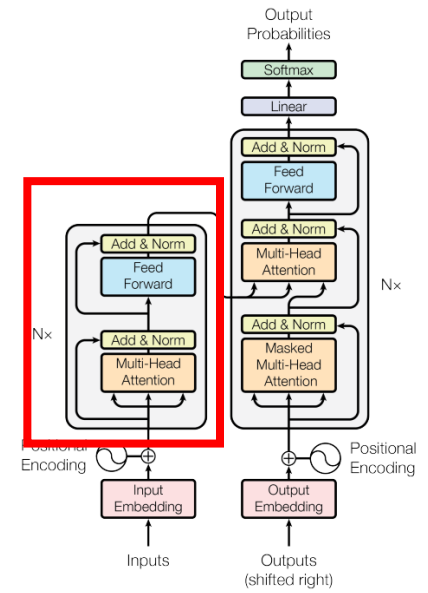 Output
Probabilities
Softmax
Linear
Add & Norm
Feed
Forward
Add & Norm
Multi-Head
Attention
Add & Norm
Masked
Multi-Head
Attention
Nx
Add & Norm
Feed
Forward
Add & Norm
Multi-Head
Attention
Nx
Positional
Encoding
Positional
Encoding
Input
Embedding
Output
Embedding
Inputs
Outputs
(shifted right)